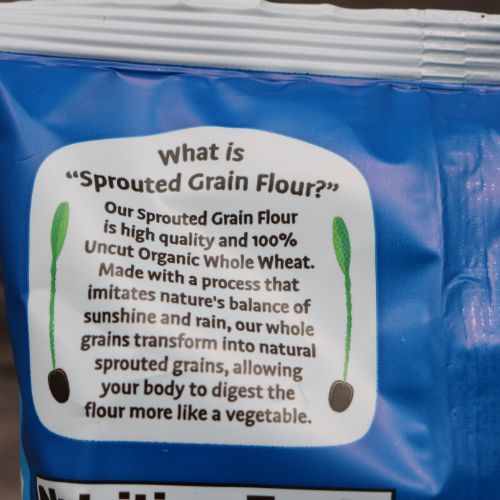 What is
"Sprouted Grain Flour?"
Our Sprouted Grain Flour
is high quality and 100%
Uncut Organic Whole Wheat.
Made with a process that
imitates nature's balance of
sunshine and rain, our whole
grains transform into natural
sprouted grains, allowing
your body to digest the
flour more like a vegetable.